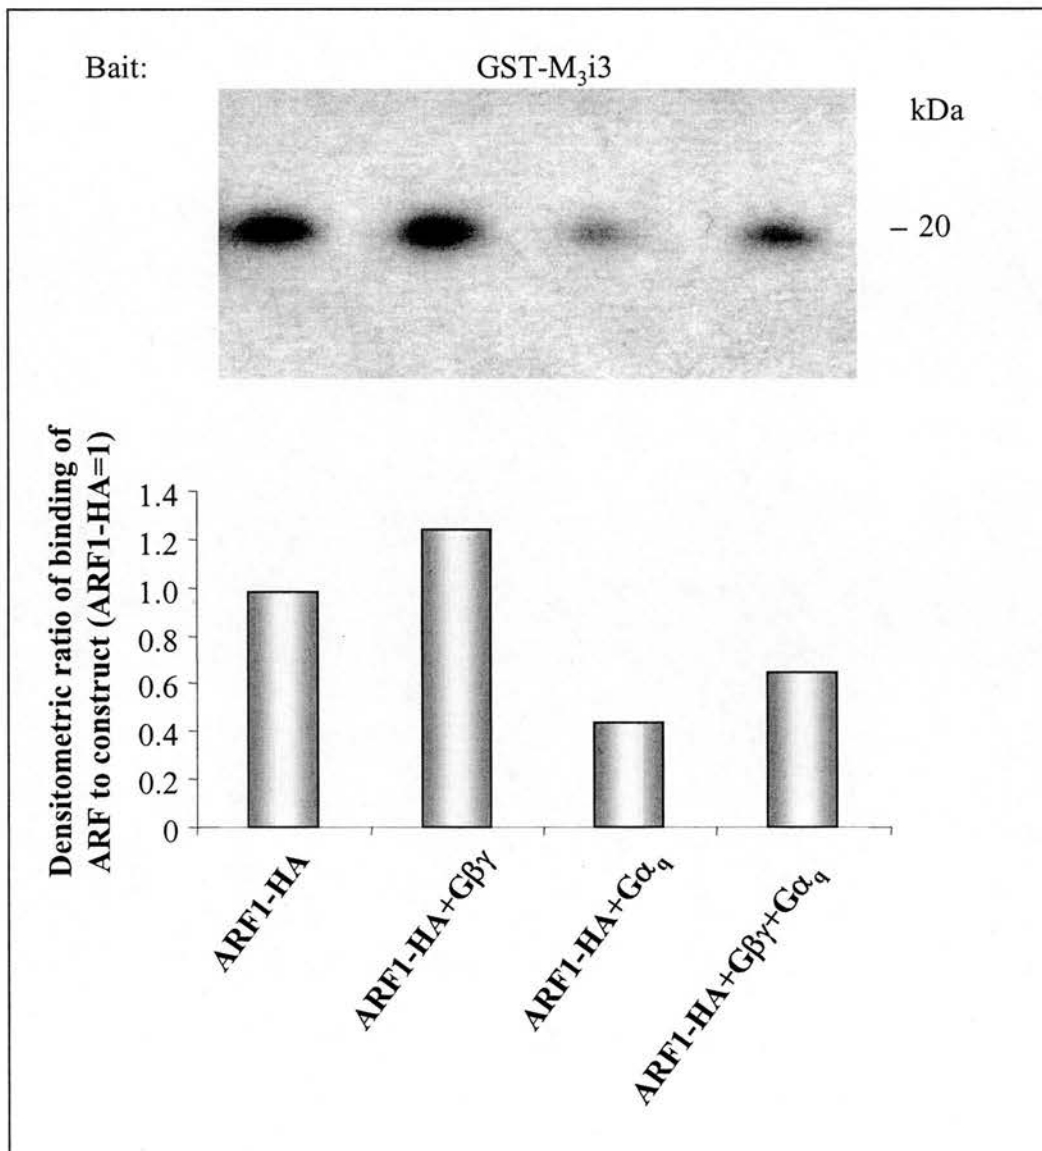 Bait: GST-M₃i3
kDa
– 20
Densitometric ratio of binding of
ARF to construct (ARF1-HA=1)
1.4
1.2
1.0
0.8
0.6
0.4
0.2
0
ARF1-HA
ARF1-HA+Gβγ
ARF1-HA+Gα_q
ARF1-HA+Gβγ+Gα_q